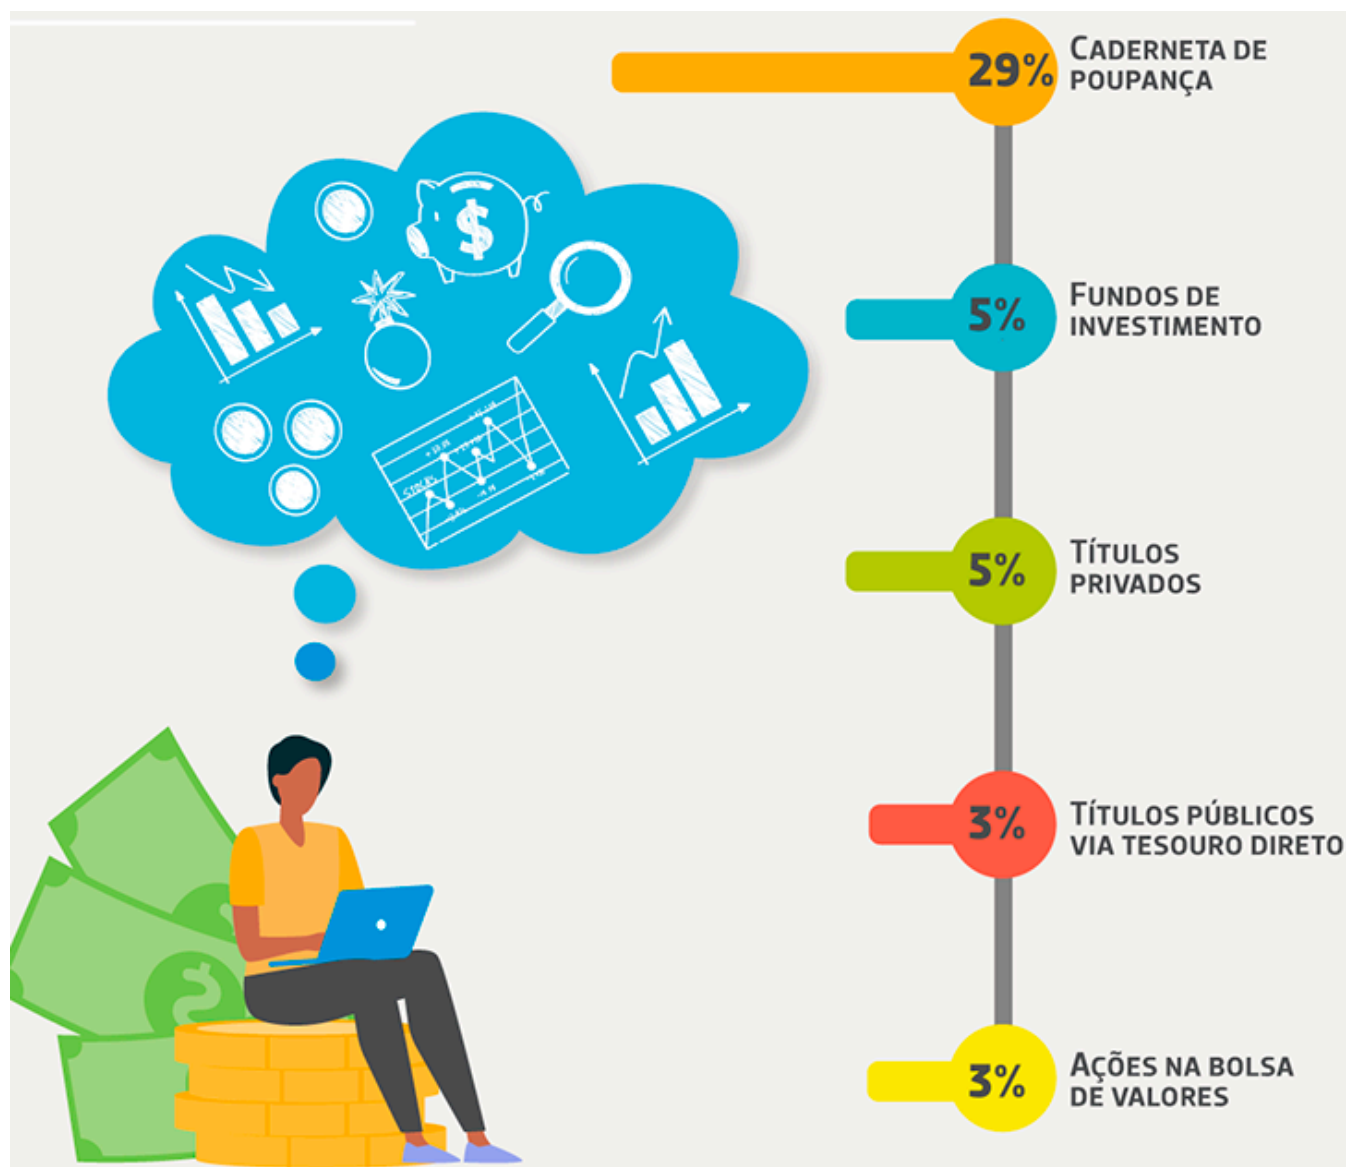 29%
CADERNETA DE
POUPANÇA
5%
FUNDOS DE
INVESTIMENTO
5%
TÍTULOS
PRIVADOS
3%
TÍTULOS PÚBLICOS
VIA TESOURO DIRETO
3%
AÇÕES NA BOLSA
DE VALORES
$
STOCKS